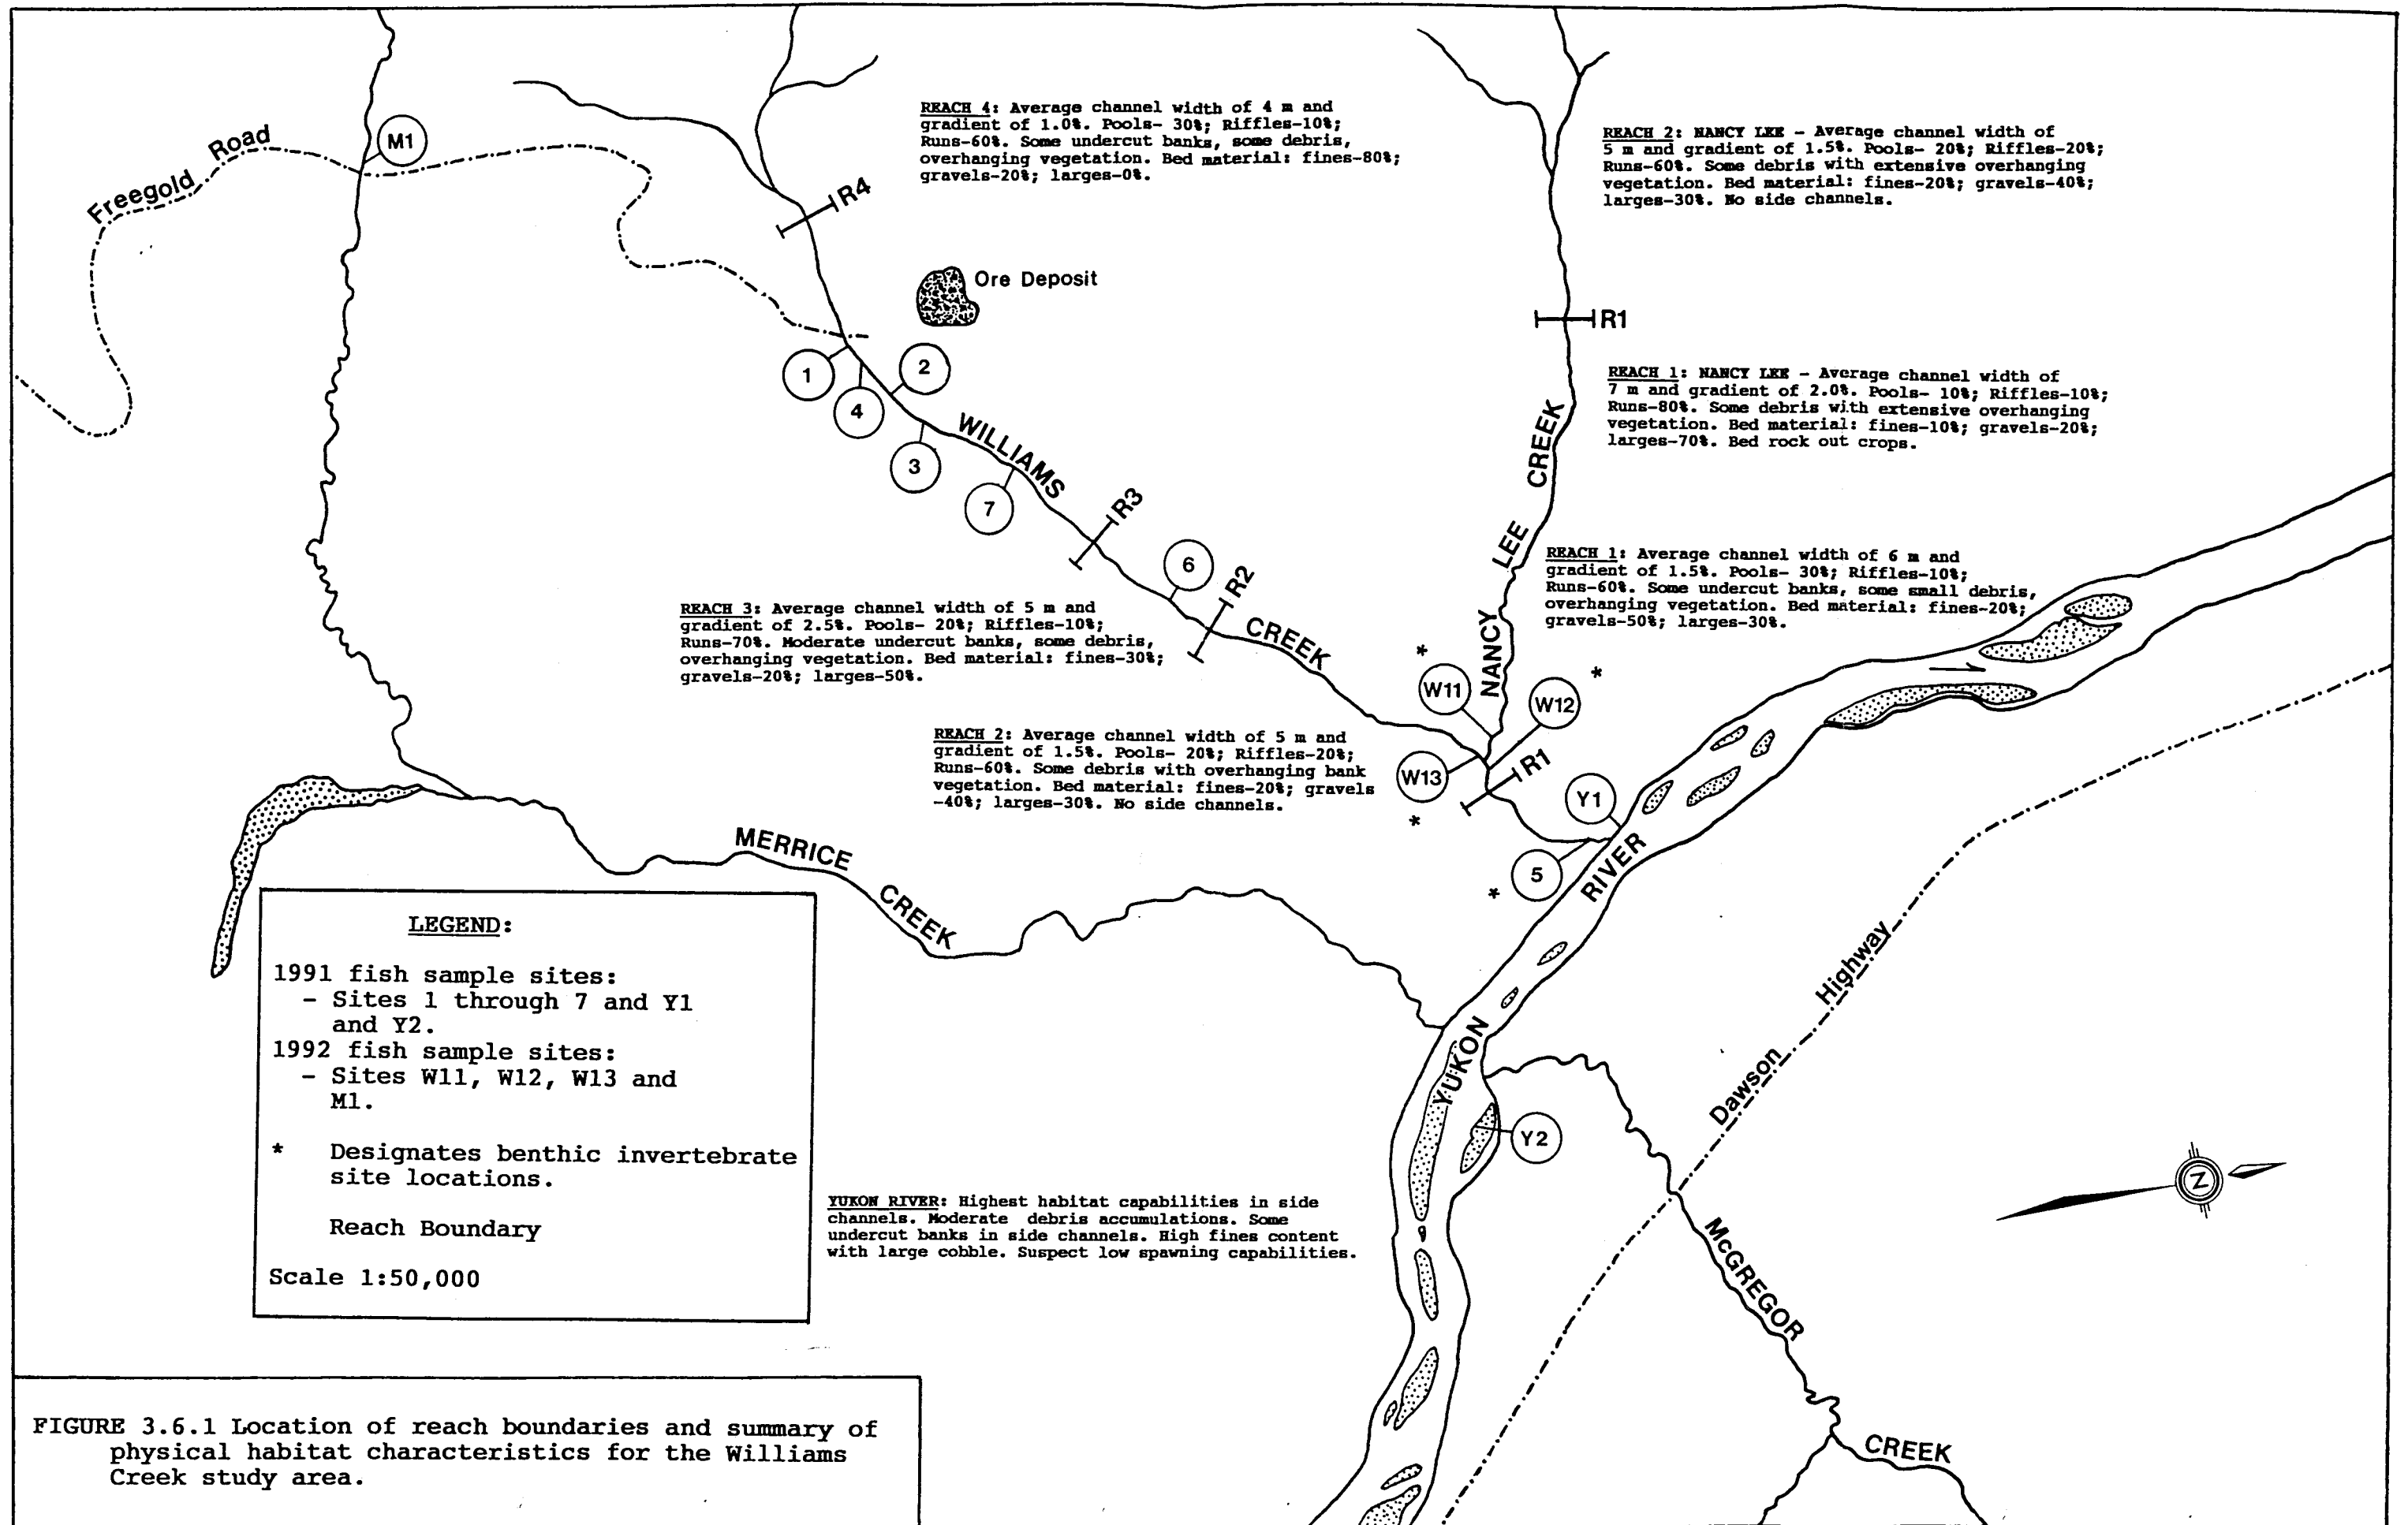 Freegold Road
M1
REACH 4: Average channel width of 4 m and
gradient of 1.0%. Pools- 30%; Riffles-10%;
Runs-60%. Some undercut banks, some debris,
overhanging vegetation. Bed material: fines-80%;
gravels-20%; larges-0%.
REACH 2: NANCY LEE - Average channel width of
5 m and gradient of 1.5%. Pools- 20%; Riffles-20%;
Runs-60%. Some debris with extensive overhanging
vegetation. Bed material: fines-20%; gravels-40%;
larges-30%. No side channels.
R4
Ore Deposit
R1
1
2
4
3
7
WILLIAMS
CREEK
R3
6
R2
REACH 1: NANCY LEE - Average channel width of
7 m and gradient of 2.0%. Pools- 10%; Riffles-10%;
Runs-80%. Some debris with extensive overhanging
vegetation. Bed material: fines-10%; gravels-20%;
larges-70%. Bed rock out crops.
NANCY LEE CREEK
REACH 1: Average channel width of 6 m and
gradient of 1.5%. Pools- 30%; Riffles-10%;
Runs-60%. Some undercut banks, some small debris,
overhanging vegetation. Bed material: fines-20%;
gravels-50%; larges-30%.
REACH 3: Average channel width of 5 m and
gradient of 2.5%. Pools- 20%; Riffles-10%;
Runs-70%. Moderate undercut banks, some debris,
overhanging vegetation. Bed material: fines-30%;
gravels-20%; larges-50%.
*
W11
*
W12
REACH 2: Average channel width of 5 m and
gradient of 1.5%. Pools- 20%; Riffles-20%;
Runs-60%. Some debris with overhanging bank
vegetation. Bed material: fines-20%; gravels
-40%; larges-30%. No side channels.
W13
*
R1
Y1
5
*
MERRICE
CREEK
YUKON RIVER
Dawson Highway
Y2
McGREGOR
CREEK
Z
LEGEND:
1991 fish sample sites:
- Sites 1 through 7 and Y1
and Y2.
1992 fish sample sites:
- Sites W11, W12, W13 and
M1.
* Designates benthic invertebrate
site locations.
Reach Boundary
Scale 1:50,000
YUKON RIVER: Highest habitat capabilities in side
channels. Moderate debris accumulations. Some
undercut banks in side channels. High fines content
with large cobble. Suspect low spawning capabilities.
FIGURE 3.6.1 Location of reach boundaries and summary of
physical habitat characteristics for the Williams
Creek study area.